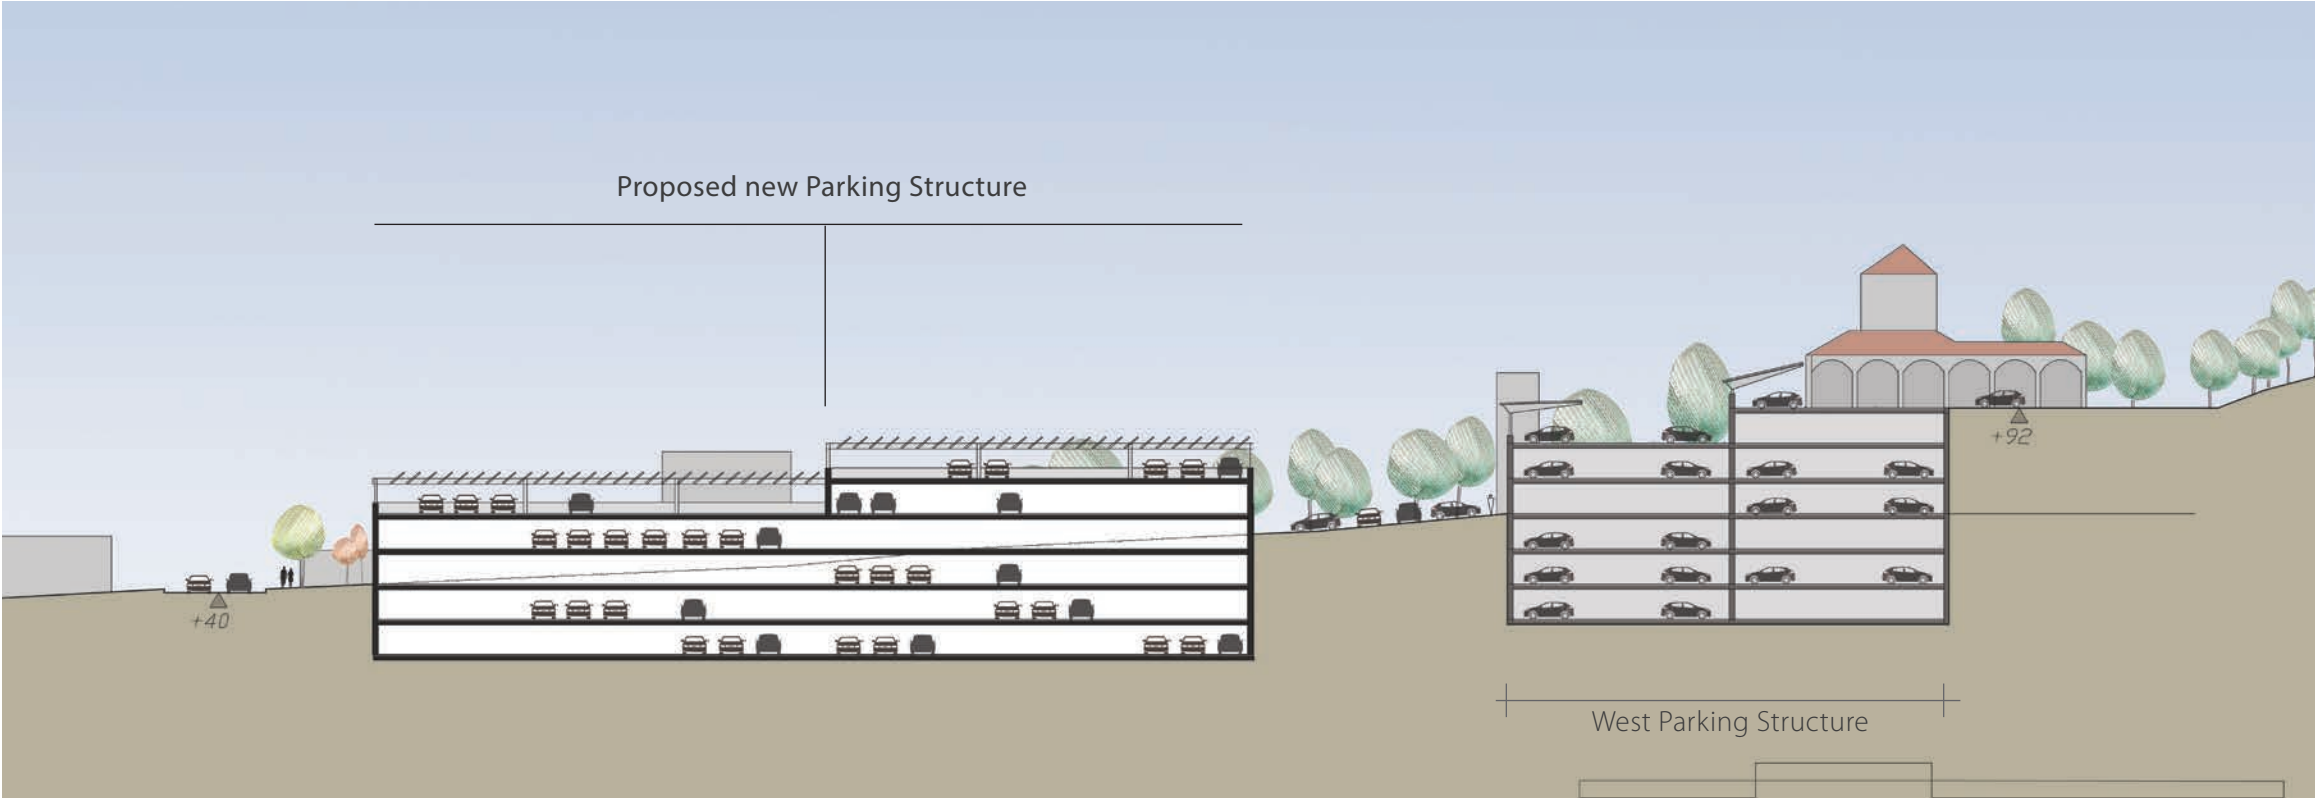 Proposed new Parking Structure
+92
+40
West Parking Structure